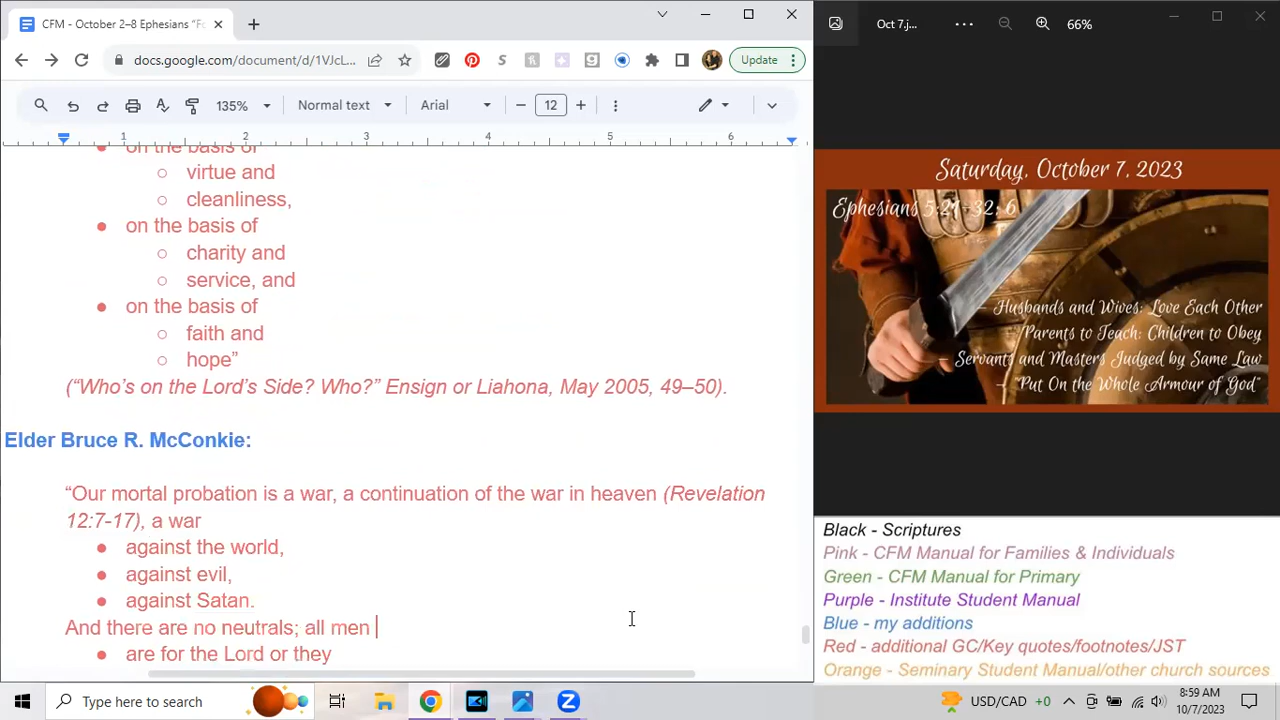 CFM - October 2–8 Ephesians “Fo
docs.google.com/document/d/1VJcL...
Update
135%
Normal text
Arial
12
1 2 3 4 5 6
on the basis of
virtue and
cleanliness,
on the basis of
charity and
service, and
on the basis of
faith and
hope”
(“Who’s on the Lord’s Side? Who?” Ensign or Liahona, May 2005, 49–50).
Elder Bruce R. McConkie:
“Our mortal probation is a war, a continuation of the war in heaven (Revelation
12:7-17), a war
against the world,
against evil,
against Satan.
And there are no neutrals; all men
are for the Lord or they
Oct 7.j...
66%
Saturday, October 7, 2023
Ephesians 5:21-32; 6
– Husbands and Wives: Love Each Other
– Parents to Teach: Children to Obey
– Servants and Masters Judged by Same Law
– “Put On the Whole Armour of God”
Black - Scriptures
Pink - CFM Manual for Families & Individuals
Green - CFM Manual for Primary
Purple - Institute Student Manual
Blue - my additions
Red - additional GC/Key quotes/footnotes/JST
Orange - Seminary Student Manual/other church sources
Type here to search
USD/CAD +0
8:59 AM
10/7/2023